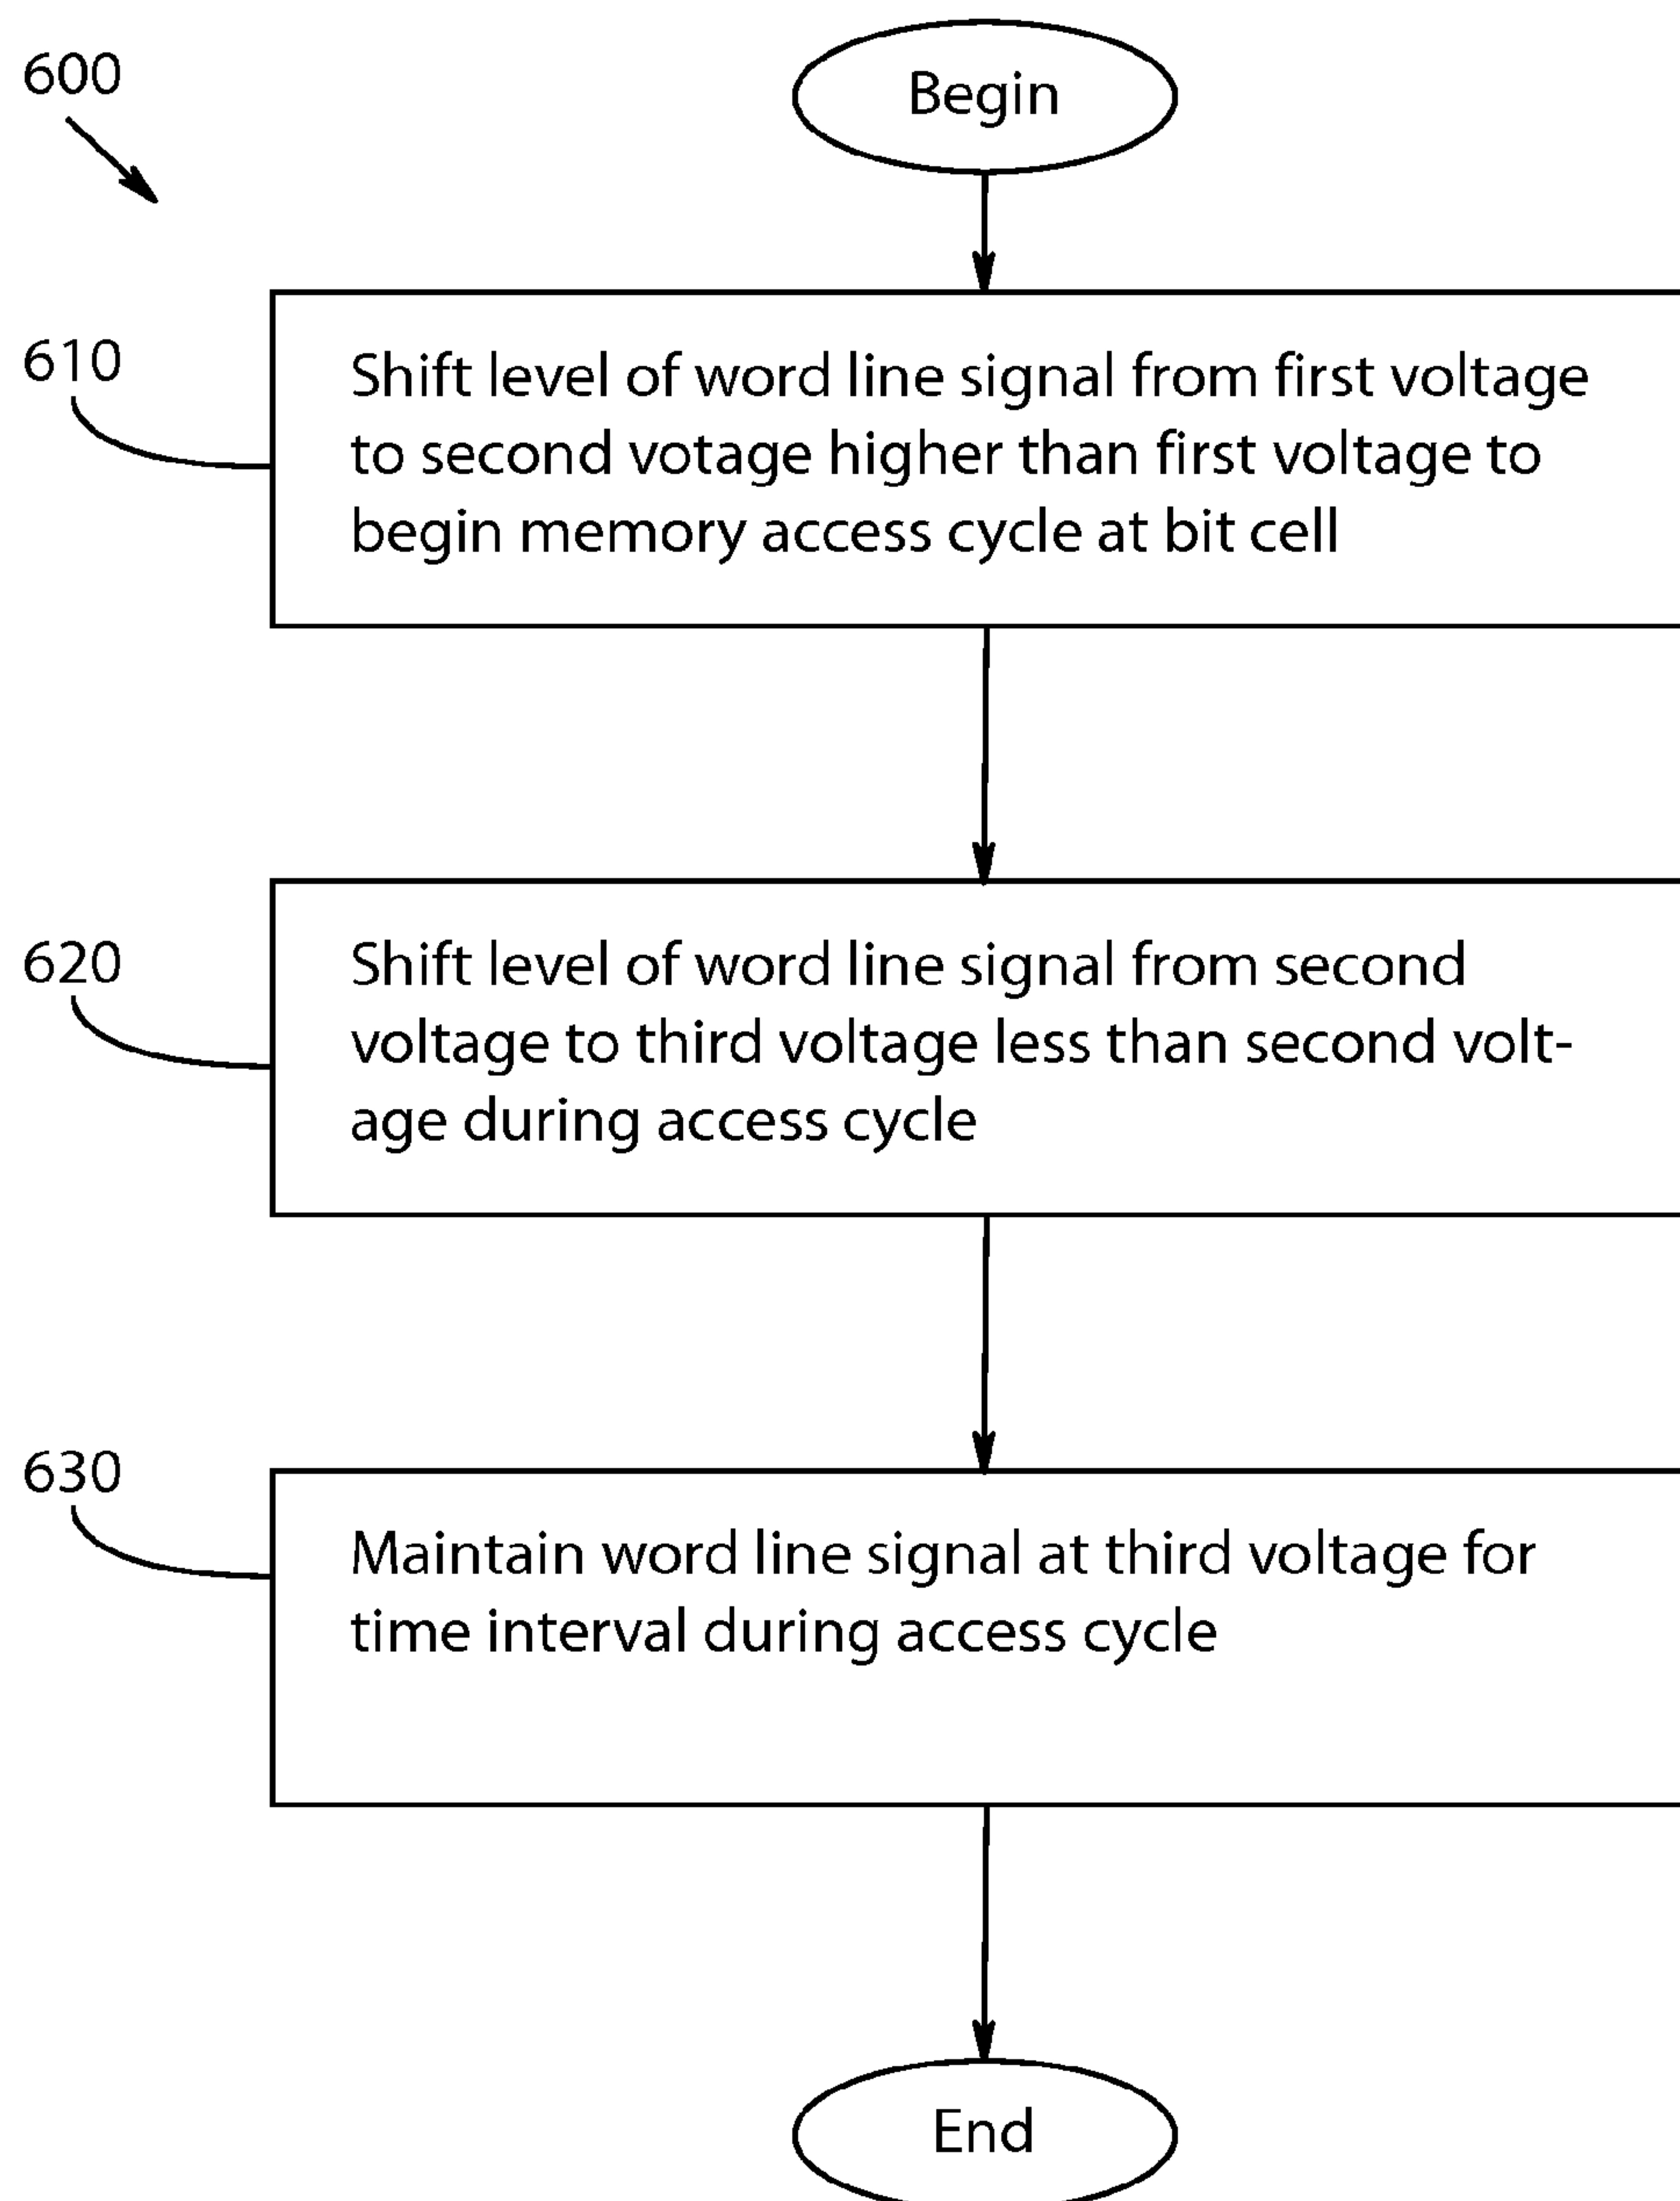 600
Begin
610
Shift level of word line signal from first voltage
to second votage higher than first voltage to
begin memory access cycle at bit cell
620
Shift level of word line signal from second
voltage to third voltage less than second volt-
age during access cycle
630
Maintain word line signal at third voltage for
time interval during access cycle
End